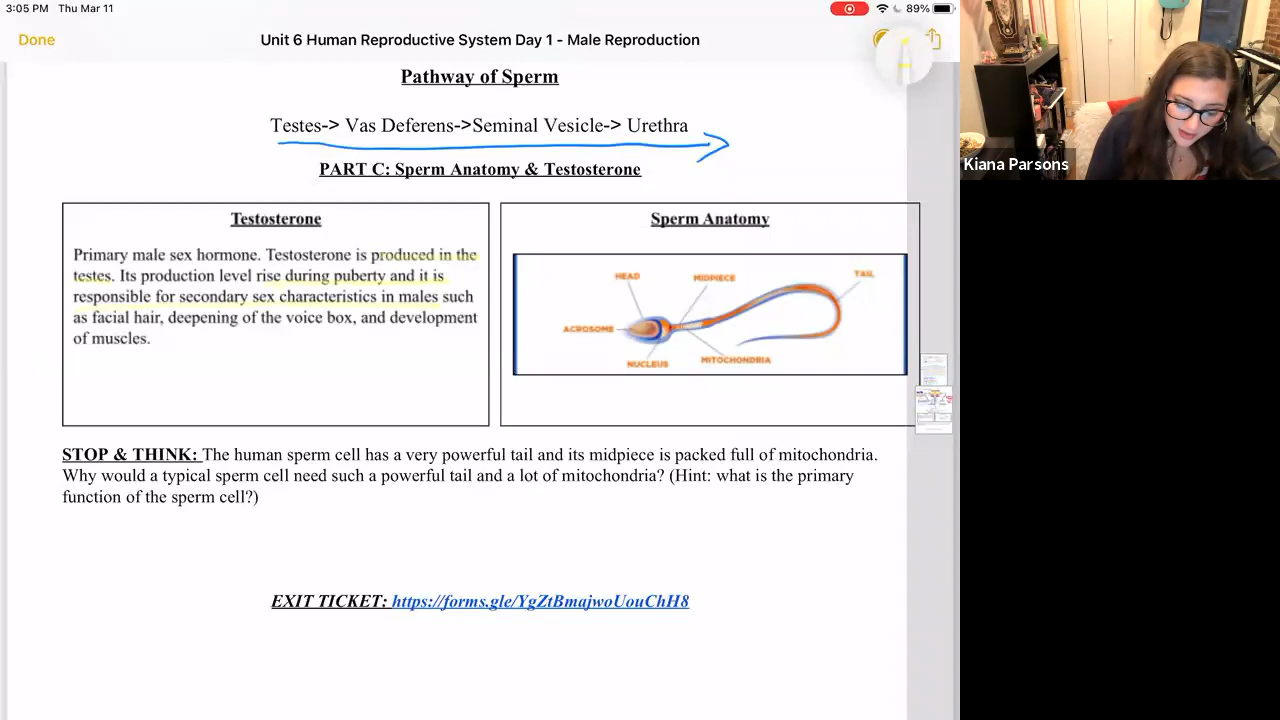 3:05 PM Thu Mar 11
89%
Done
Unit 6 Human Reproductive System Day 1 - Male Reproduction
Kiana Parsons
Pathway of Sperm
Testes-> Vas Deferens->Seminal Vesicle-> Urethra
PART C: Sperm Anatomy & Testosterone
Testosterone
Primary male sex hormone. Testosterone is produced in the
testes. Its production level rise during puberty and it is
responsible for secondary sex characteristics in males such
as facial hair, deepening of the voice box, and development
of muscles.
Sperm Anatomy
HEAD
MIDPIECE
TAIL
ACROSOME
NUCLEUS
MITOCHONDRIA
STOP & THINK: The human sperm cell has a very powerful tail and its midpiece is packed full of mitochondria.
Why would a typical sperm cell need such a powerful tail and a lot of mitochondria? (Hint: what is the primary
function of the sperm cell?)
EXIT TICKET: https://forms.gle/YgZtBmajwoUouChH8